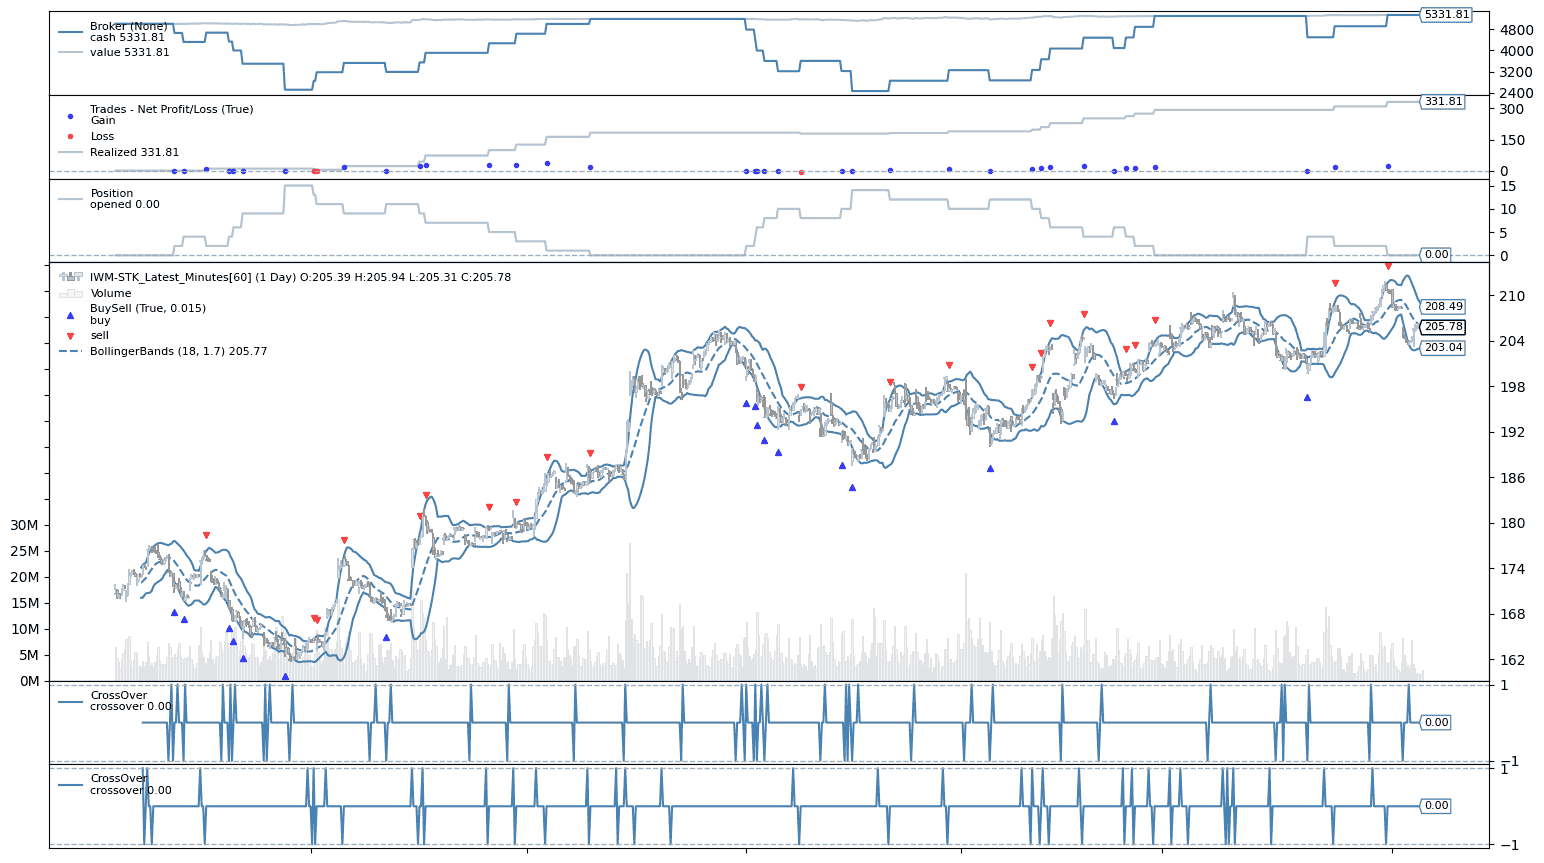 Broker (None)
cash 5331.81
value 5331.81
5331.81
4800
4000
3200
2400
Trades - Net Profit/Loss (True)
Gain
Loss
Realized 331.81
331.81
300
150
0
Position
opened 0.00
15
10
5
0
0.00
IWM-STK_Latest_Minutes[60] (1 Day) O:205.39 H:205.94 L:205.31 C:205.78
Volume
BuySell (True, 0.015)
buy
sell
BollingerBands (18, 1.7) 205.77
210
208.49
205.78
204
203.04
198
192
186
180
174
168
162
30M
25M
20M
15M
10M
5M
0M
CrossOver
crossover 0.00
1
0.00
−1
CrossOver
crossover 0.00
1
0.00
−1